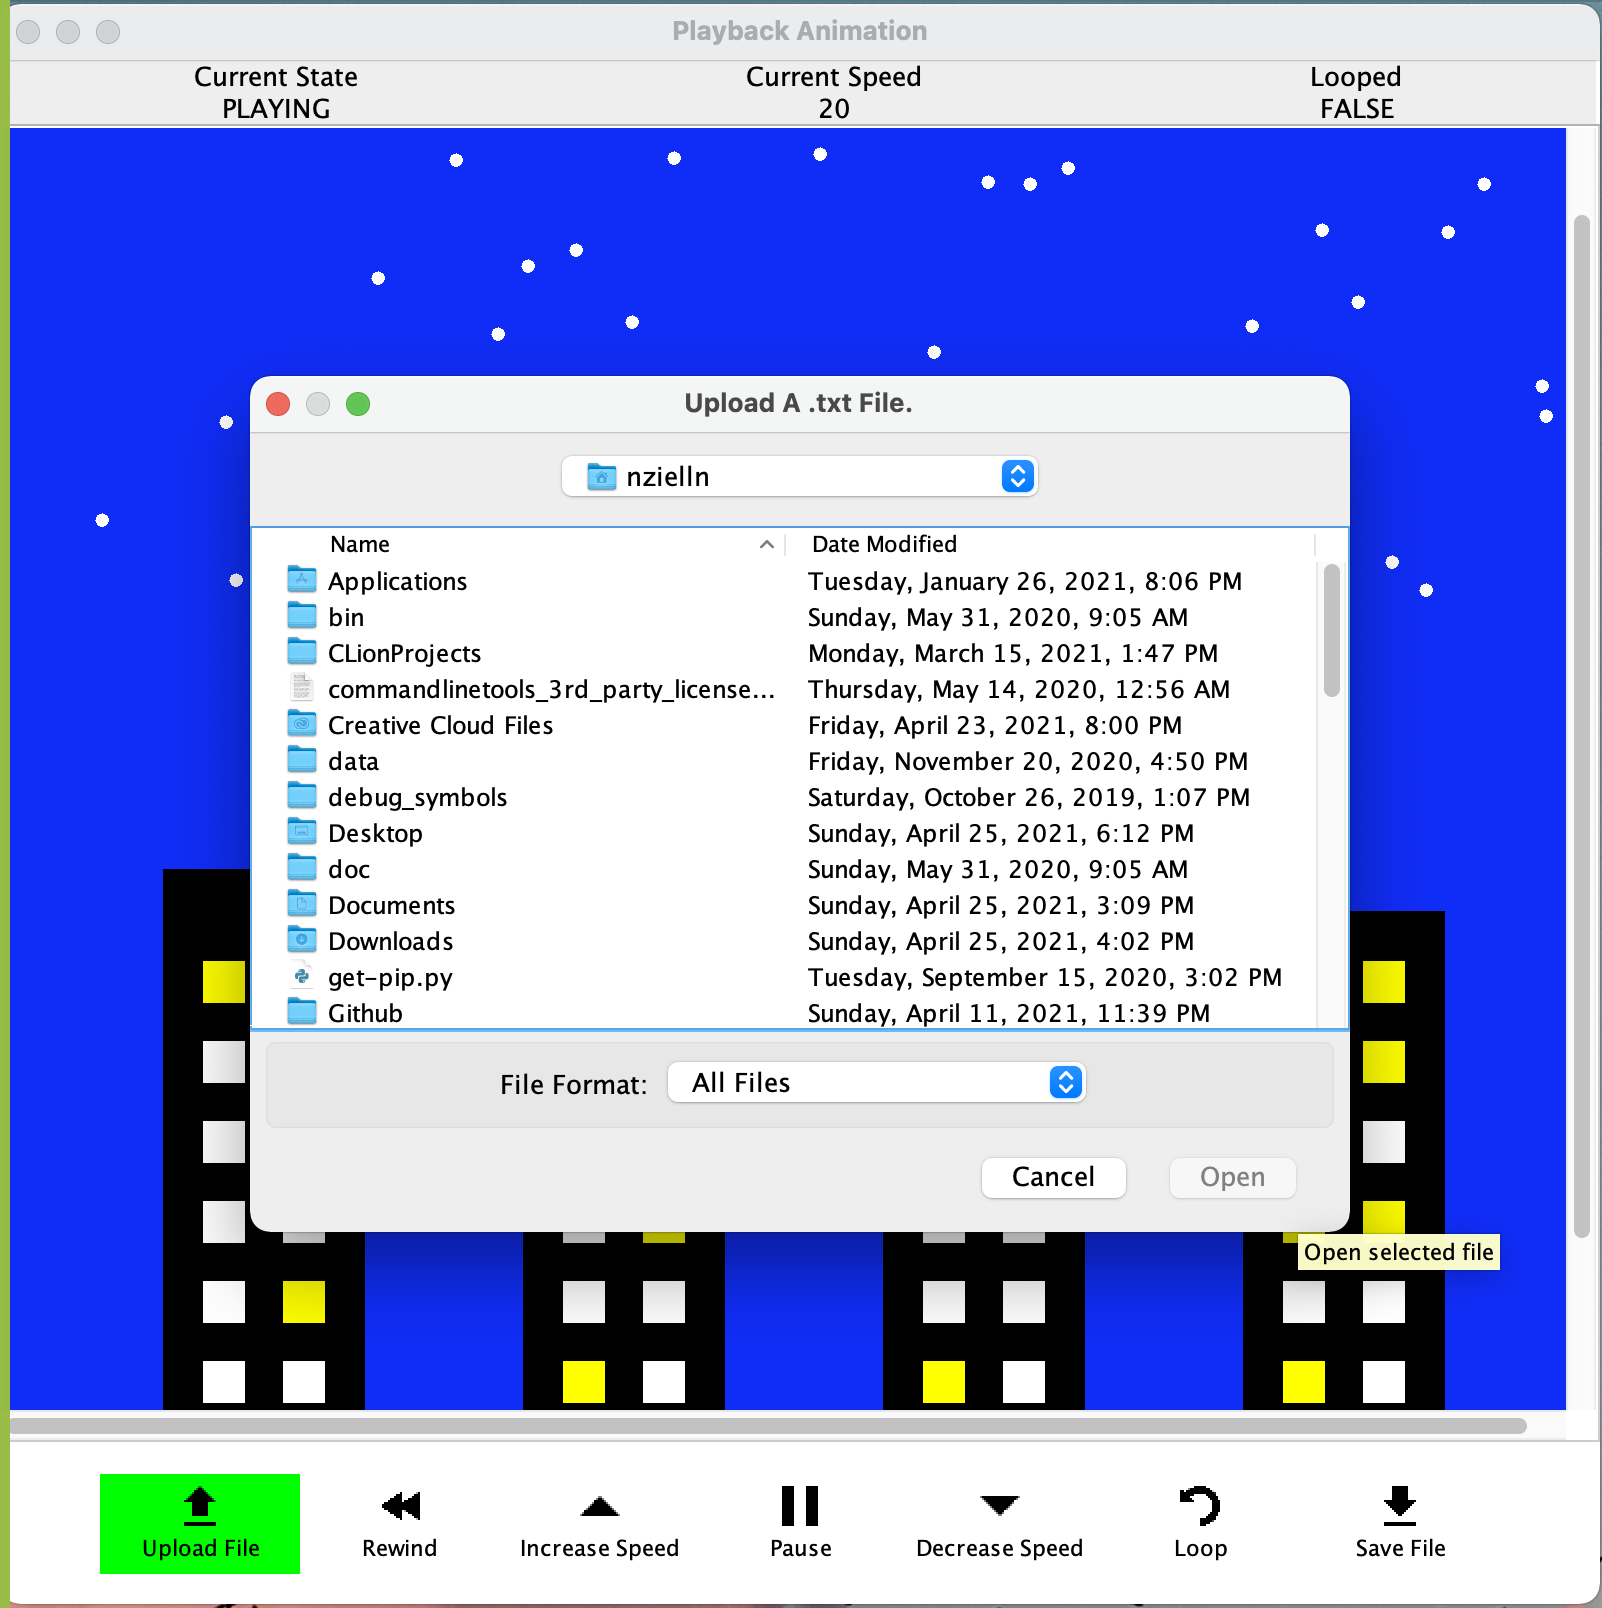 Playback Animation
Current State
PLAYING
Current Speed
20
Looped
FALSE
Upload A .txt File.
nzielln
Name
Date Modified
Applications Tuesday, January 26, 2021, 8:06 PM
bin Sunday, May 31, 2020, 9:05 AM
CLionProjects Monday, March 15, 2021, 1:47 PM
commandlinetools_3rd_party_license... Thursday, May 14, 2020, 12:56 AM
Creative Cloud Files Friday, April 23, 2021, 8:00 PM
data Friday, November 20, 2020, 4:50 PM
debug_symbols Saturday, October 26, 2019, 1:07 PM
Desktop Sunday, April 25, 2021, 6:12 PM
doc Sunday, May 31, 2020, 9:05 AM
Documents Sunday, April 25, 2021, 3:09 PM
Downloads Sunday, April 25, 2021, 4:02 PM
get-pip.py Tuesday, September 15, 2020, 3:02 PM
Github Sunday, April 11, 2021, 11:39 PM
File Format: All Files
Cancel
Open
Open selected file
Upload File
Rewind
Increase Speed
Pause
Decrease Speed
Loop
Save File